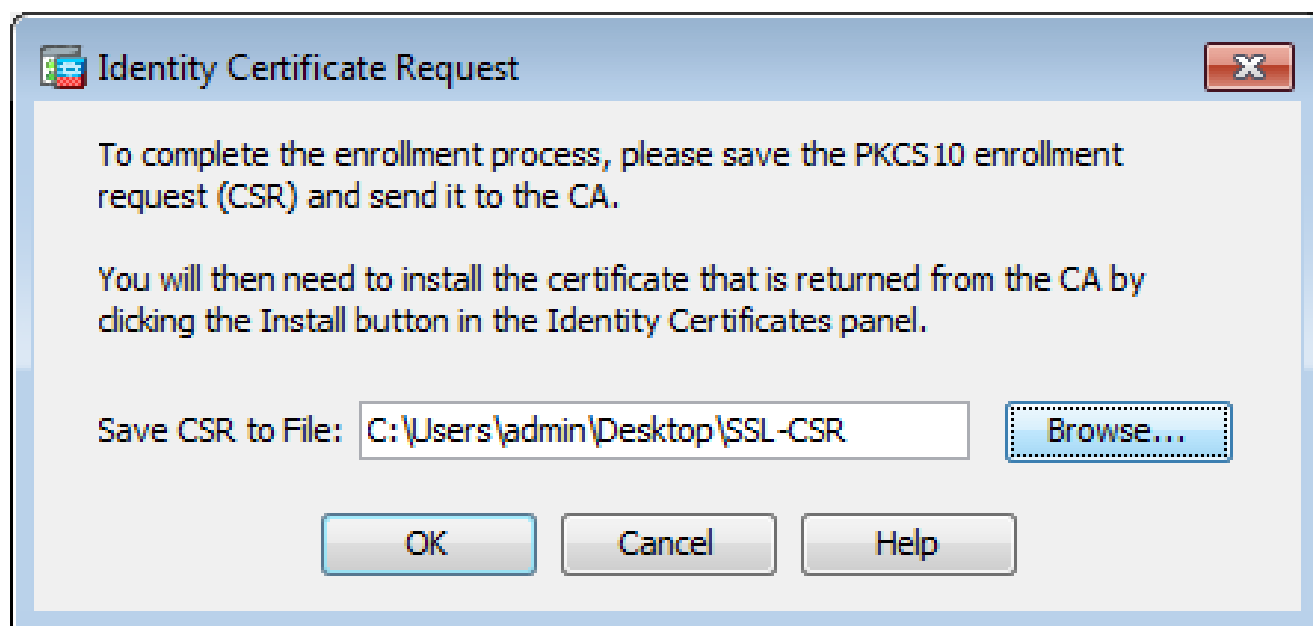 Identity Certificate Request
To complete the enrollment process, please save the PKCS10 enrollment
request (CSR) and send it to the CA.
You will then need to install the certificate that is returned from the CA by
clicking the Install button in the Identity Certificates panel.
Save CSR to File: C:\Users\admin\Desktop\SSL-CSR Browse...
OK Cancel Help